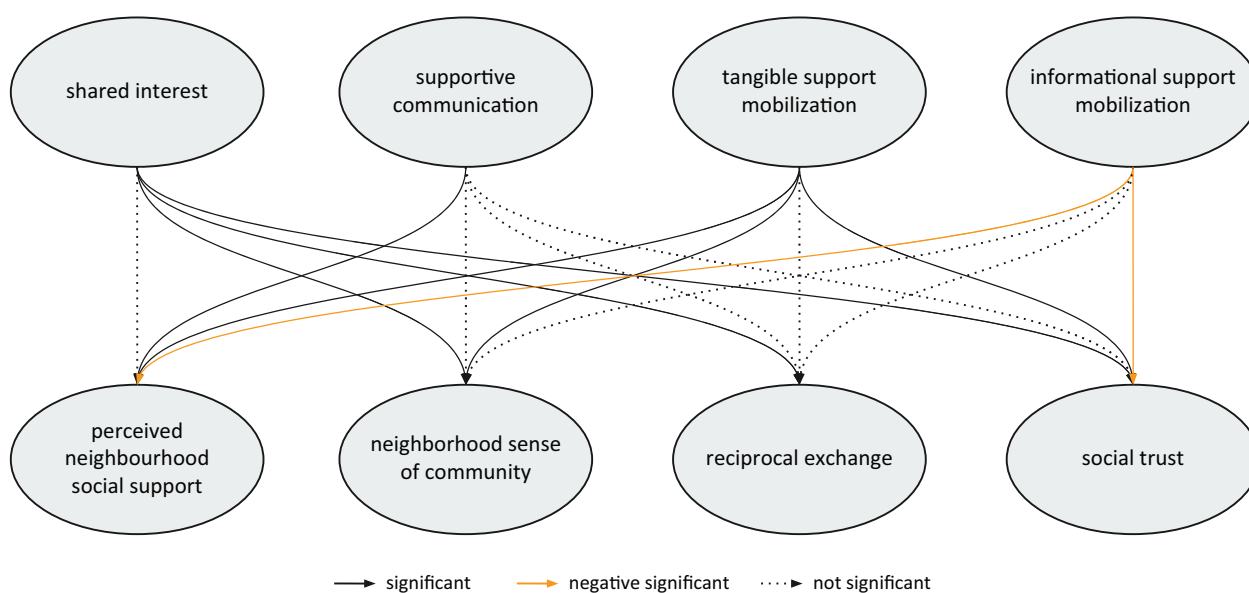 shared interest
supportive
communication
tangible support
mobilization
informational support
mobilization
perceived
neighbourhood
social support
neighborhood sense
of community
reciprocal exchange
social trust
significant
negative significant
not significant